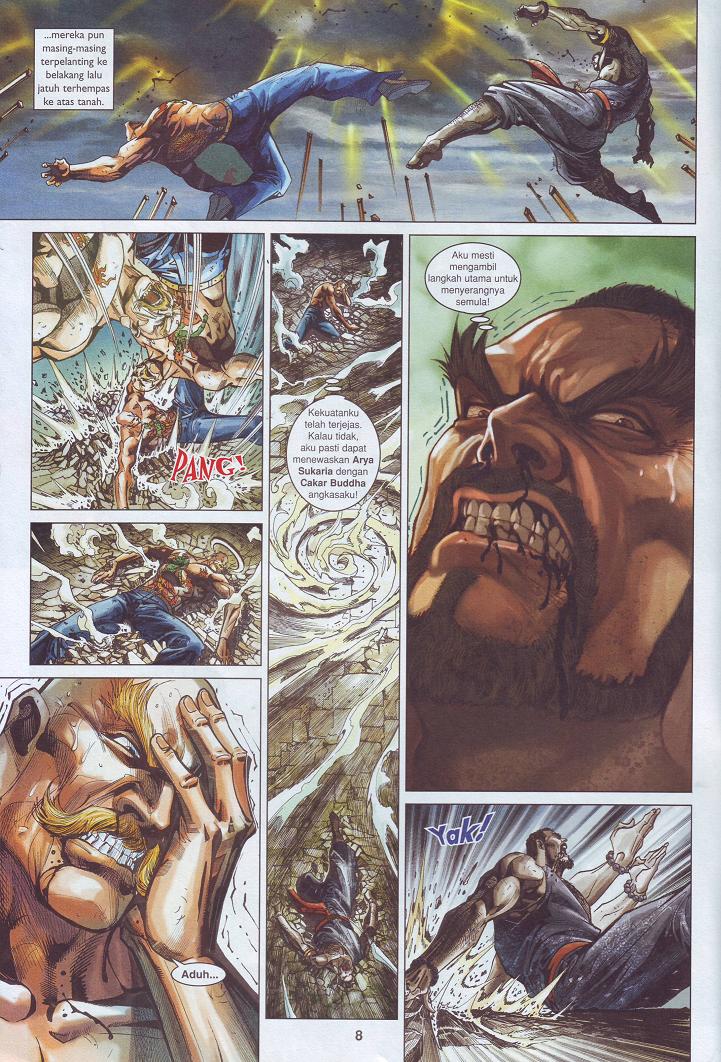 ...mereka pun
masing-masing
terpelanting ke
belakang lalu
jatuh terhempas
ke atas tanah.
PANG!
Kekuatanku
telah terjejas.
Kalau tidak,
aku pasti dapat
menewaskan Arya
Sukaria dengan
Cakar Buddha
angkasaku!
Aku mesti
mengambil
langkah utama untuk
menyerangnya
semula!
Aduh...
Yak!
8